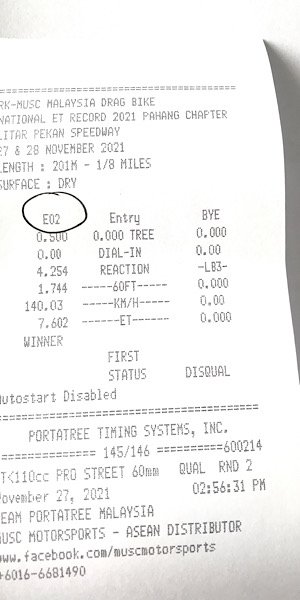 RK-MUSC MALAYSIA DRAG BIKE
NATIONAL ET RECORD 2021 PAHANG CHAPTER
LITAR PEKAN SPEEDWAY
27 & 28 NOVEMBER 2021
LENGTH : 201M - 1/8 MILES
SURFACE : DRY
E02 Entry BYE
0.500 0.000 TREE 0.000
0.00 DIAL-IN 0.00
4.254 REACTION -LB3-
1.744 -----60FT----- 0.000
140.03 -----KM/H----- 0.00
7.602 ------ET------ 0.000
WINNER
FIRST
STATUS DISQUAL
Autostart Disabled
PORTATREE TIMING SYSTEMS, INC.
============= 145/146 ==========600214
T<110cc PRO STREET 60mm QUAL RND 2
November 27, 2021 02:56:31 PM
TEAM PORTATREE MALAYSIA
MUSC MOTORSPORTS - ASEAN DISTRIBUTOR
www.facebook.com/muscmotorsports
+6016-6681490